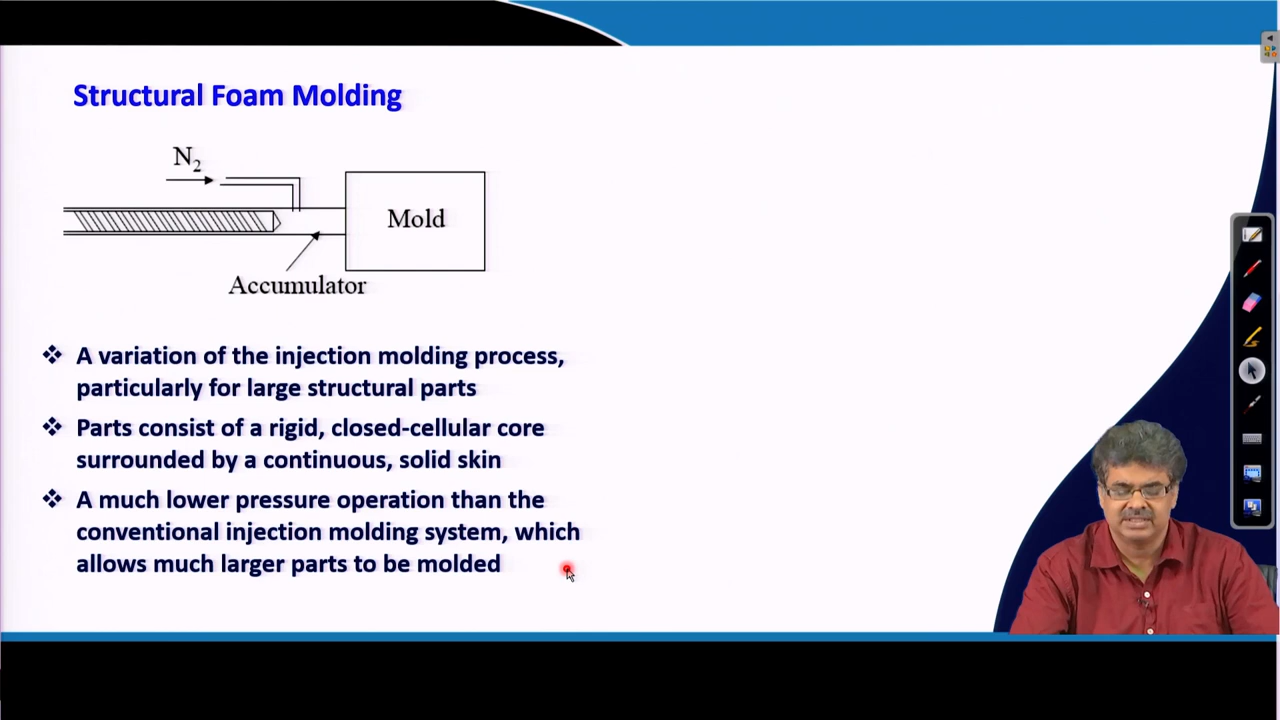 Structural Foam Molding
N2
Mold
Accumulator
❖ A variation of the injection molding process,
particularly for large structural parts
❖ Parts consist of a rigid, closed-cellular core
surrounded by a continuous, solid skin
❖ A much lower pressure operation than the
conventional injection molding system, which
allows much larger parts to be molded